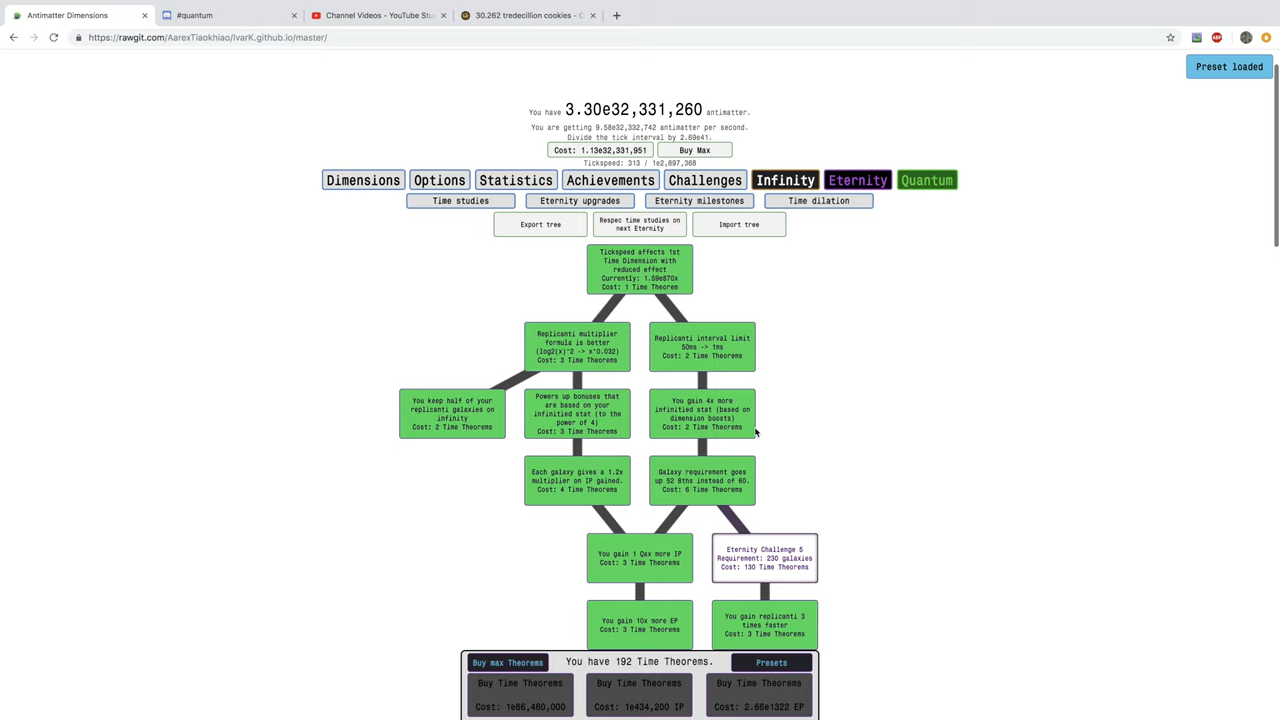 Antimatter Dimensions
#quantum
Channel Videos - YouTube Stu
30.262 tredecillion cookies - C
https://rawgit.com/AarexTiaokhiao/IvarK.github.io/master/
ABP
Preset loaded
You have 3.30e32,331,260 antimatter.
You are getting 9.58e32,332,742 antimatter per second.
Divide the tick interval by 2.69e41.
Cost: 1.13e32,331,951
Buy Max
Tickspeed: 313 / 1e2,897,368
Dimensions
Options
Statistics
Achievements
Challenges
Infinity
Eternity
Quantum
Time studies
Eternity upgrades
Eternity milestones
Time dilation
Export tree
Respec time studies on
next Eternity
Import tree
Tickspeed affects 1st
Time Dimension with
reduced effect
Currently: 1.59e870x
Cost: 1 Time Theorem
Replicanti multiplier
formula is better
(log2(x)^2 -> x^0.032)
Cost: 3 Time Theorems
Replicanti interval limit
50ms -> 1ms
Cost: 2 Time Theorems
You keep half of your
replicanti galaxies on
infinity
Cost: 2 Time Theorems
Powers up bonuses that
are based on your
infinitied stat (to the
power of 4)
Cost: 3 Time Theorems
You gain 4x more
infinitied stat (based on
dimension boosts)
Cost: 2 Time Theorems
Each galaxy gives a 1.2x
multiplier on IP gained.
Cost: 4 Time Theorems
Galaxy requirement goes
up 52 8ths instead of 60.
Cost: 6 Time Theorems
You gain 1 Qax more IP
Cost: 3 Time Theorems
Eternity Challenge 5
Requirement: 230 galaxies
Cost: 130 Time Theorems
You gain 10x more EP
Cost: 3 Time Theorems
You gain replicanti 3
times faster
Cost: 3 Time Theorems
Buy max Theorems
You have 192 Time Theorems.
Presets
Buy Time Theorems
Cost: 1e86,460,000
Buy Time Theorems
Cost: 1e434,200 IP
Buy Time Theorems
Cost: 2.66e1322 EP